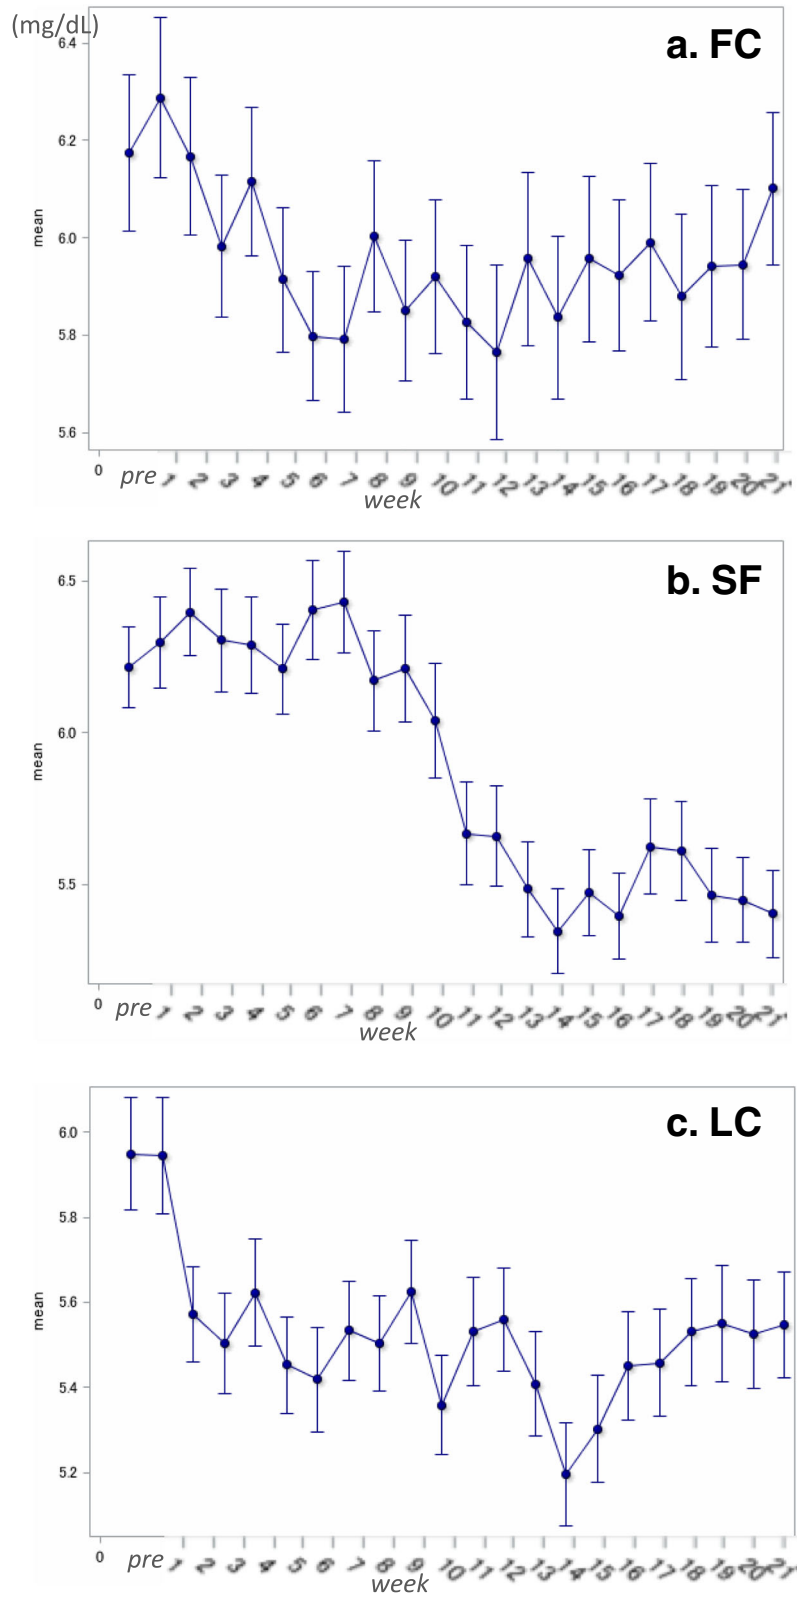 (mg/dL)
a. FC
6.4
6.2
6.0
5.8
5.6
mean
0 pre 1 2 3 4 5 6 7 8 9 10 11 12 13 14 15 16 17 18 19 20 21
week
b. SF
6.5
6.0
5.5
mean
0 pre 1 2 3 4 5 6 7 8 9 10 11 12 13 14 15 16 17 18 19 20 21
week
c. LC
6.0
5.8
5.6
5.4
5.2
mean
0 pre 1 2 3 4 5 6 7 8 9 10 11 12 13 14 15 16 17 18 19 20 21
week